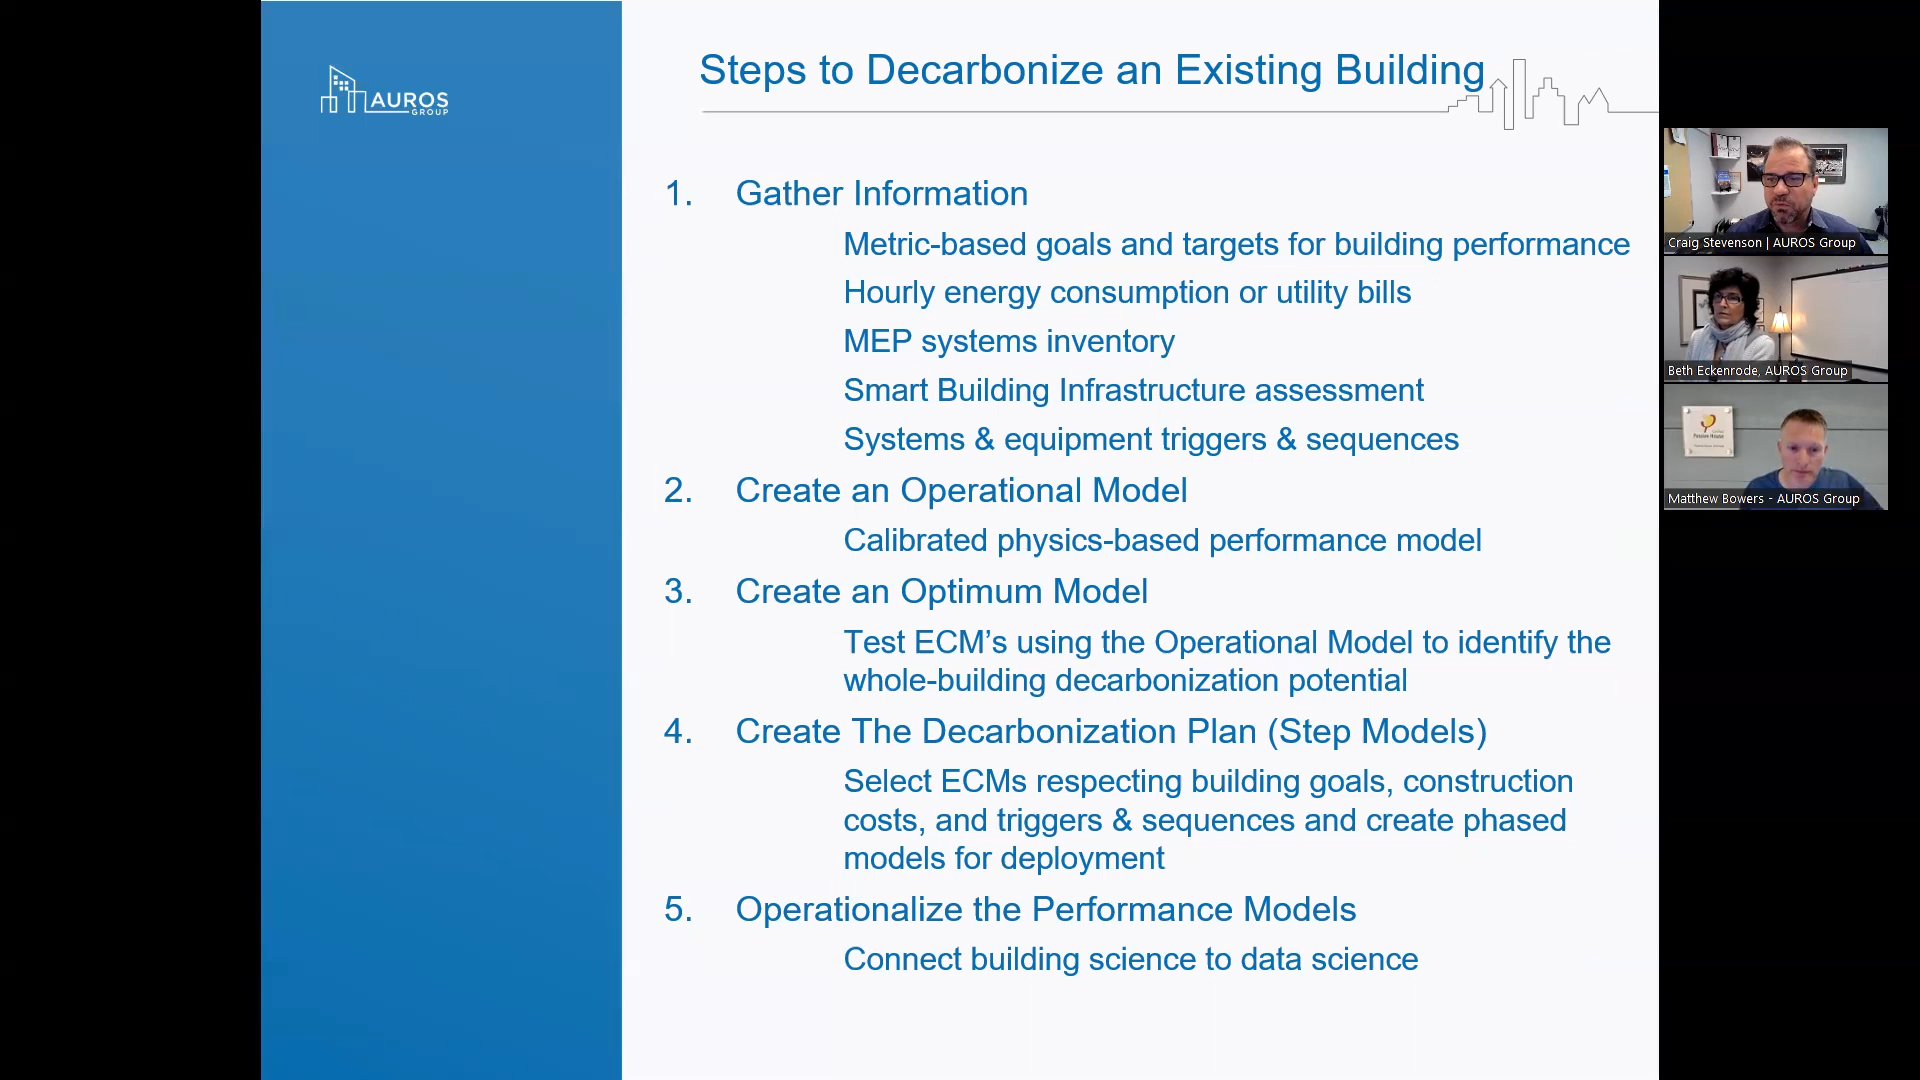 AUROS
GROUP
Steps to Decarbonize an Existing Building
1. Gather Information
Metric-based goals and targets for building performance
Hourly energy consumption or utility bills
MEP systems inventory
Smart Building Infrastructure assessment
Systems & equipment triggers & sequences
2. Create an Operational Model
Calibrated physics-based performance model
3. Create an Optimum Model
Test ECM’s using the Operational Model to identify the
whole-building decarbonization potential
4. Create The Decarbonization Plan (Step Models)
Select ECMs respecting building goals, construction
costs, and triggers & sequences and create phased
models for deployment
5. Operationalize the Performance Models
Connect building science to data science
Craig Stevenson | AUROS Group
Beth Eckenrode, AUROS Group
Passive House
Matthew Bowers - AUROS Group